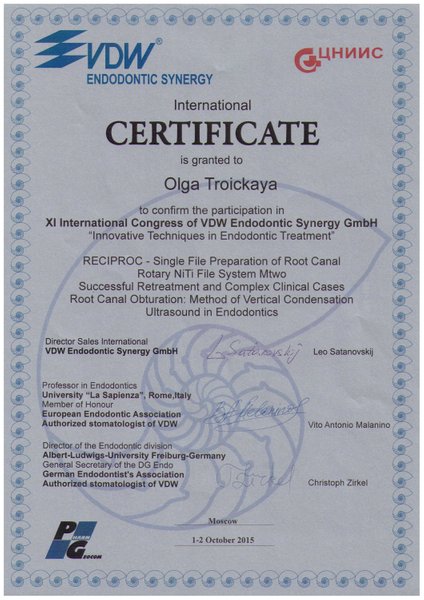 VDW®
ENDODONTIC SYNERGY
ЦНИИС
International
CERTIFICATE
is granted to
Olga Troickaya
to confirm the participation in
XI International Congress of VDW Endodontic Synergy GmbH
“Innovative Techniques in Endodontic Treatment”
RECIPROC - Single File Preparation of Root Canal
Rotary NiTi File System Mtwo
Successful Retreatment and Complex Clinical Cases
Root Canal Obturation: Method of Vertical Condensation
Ultrasound in Endodontics
Director Sales International
VDW Endodontic Synergy GmbH
L. Satanovskij
Leo Satanovskij
Professor in Endodontics
University “La Sapienza”, Rome,Italy
Member of Honour
European Endodontic Association
Authorized stomatologist of VDW
Vito Antonio Malanino
Director of the Endodontic division
Albert-Ludwigs-University Freiburg-Germany
General Secretary of the DG Endo
German Endodontist's Association
Authorized stomatologist of VDW
Christoph Zirkel
PHARM
GEOCOM
Moscow
1-2 October 2015